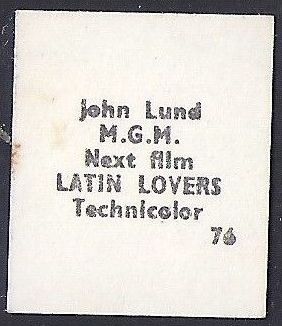 John Lund
M.G.M.
Next film
LATIN LOVERS
Technicolor
76